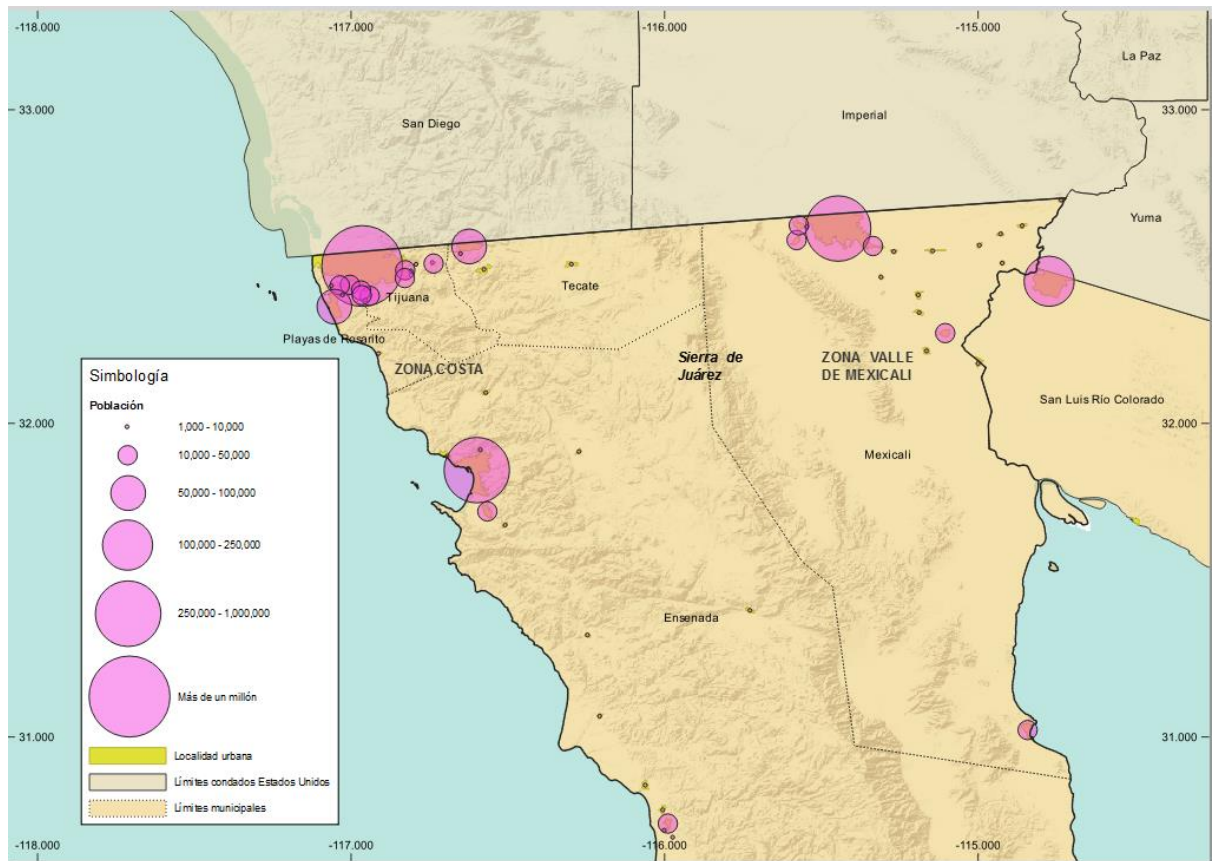 -118.000
-117.000
-116.000
-115.000
La Paz
33.000
33.000
Imperial
San Diego
Yuma
Tecate
Tijuana
Playas de Rosarito
ZONA COSTA
Sierra de
Juárez
ZONA VALLE
DE MEXICALI
San Luis Río Colorado
32.000
Mexicali
Ensenada
31.000
Simbología
Población
1,000 - 10,000
10,000 - 50,000
50,000 - 100,000
100,000 - 250,000
250,000 - 1,000,000
Más de un millón
Localidad urbana
Límites condados Estados Unidos
Límites municipales
-118.000
-117.000
-116.000
-115.000